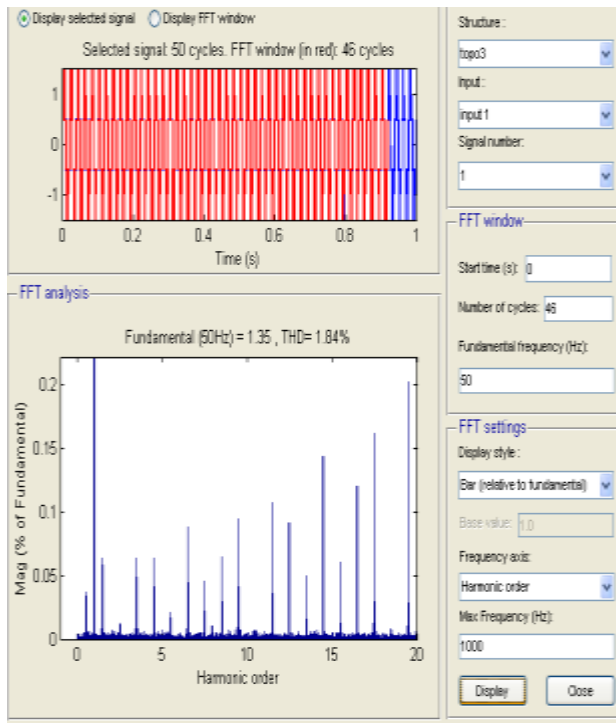 Display selected signal Display FFT window
Selected signal: 50 cycles. FFT window (in red): 46 cycles
1
0
-1
0 0.2 0.4 0.6 0.8 1
Time (s)
FFT analysis
Fundamental (50Hz) = 1.35 , THD= 1.84%
0.2
0.15
0.1
0.05
0
Mag (% of Fundamental)
0 5 10 15 20
Harmonic order
Structure :
topo3
Input :
input 1
Signal number:
1
FFT window
Start time (s): 0
Number of cycles: 46
Fundamental frequency (Hz):
50
FFT settings
Display style :
Bar (relative to fundamental)
Base value: 1.0
Frequency axis:
Harmonic order
Max Frequency (Hz):
1000
Display Close